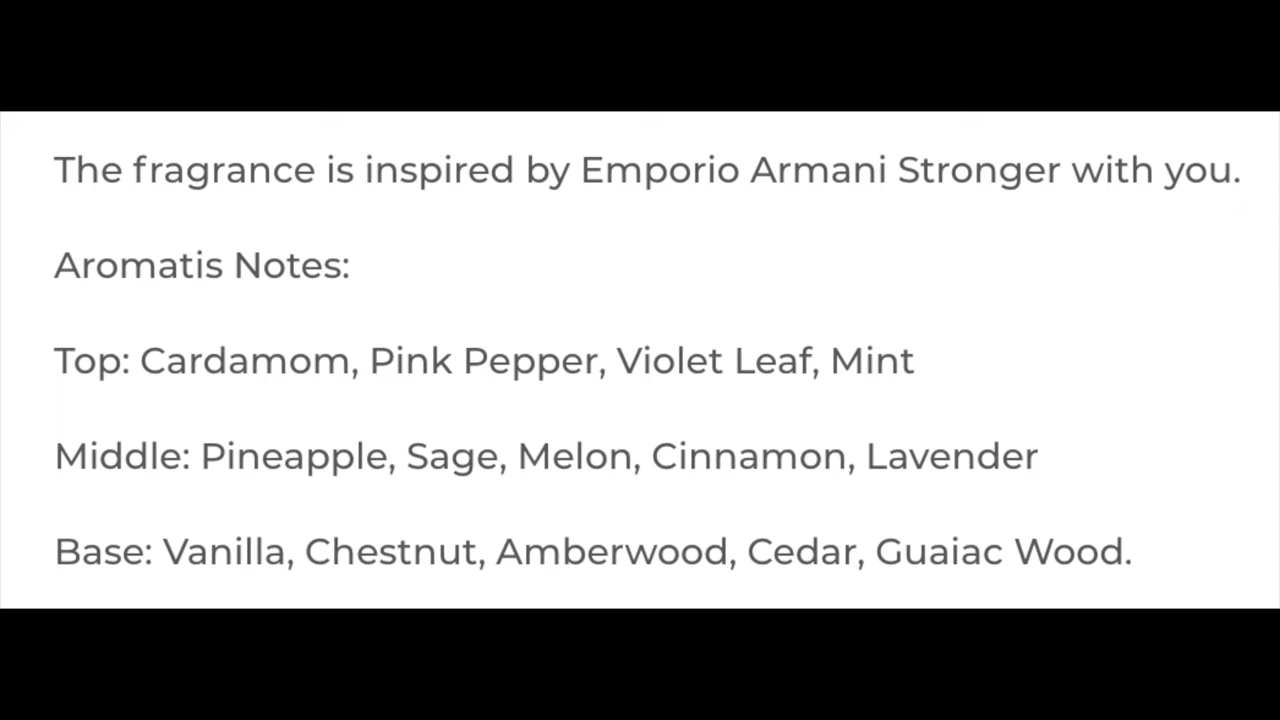 The fragrance is inspired by Emporio Armani Stronger with you.
Aromatis Notes:
Top: Cardamom, Pink Pepper, Violet Leaf, Mint
Middle: Pineapple, Sage, Melon, Cinnamon, Lavender
Base: Vanilla, Chestnut, Amberwood, Cedar, Guaiac Wood.